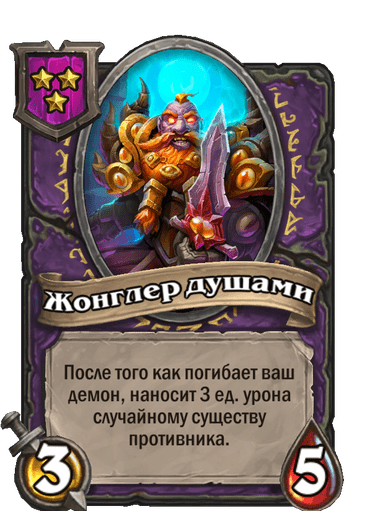 Жонглер душами
После того как погибает ваш
демон, наносит 3 ед. урона
случайному существу
противника.
3
5